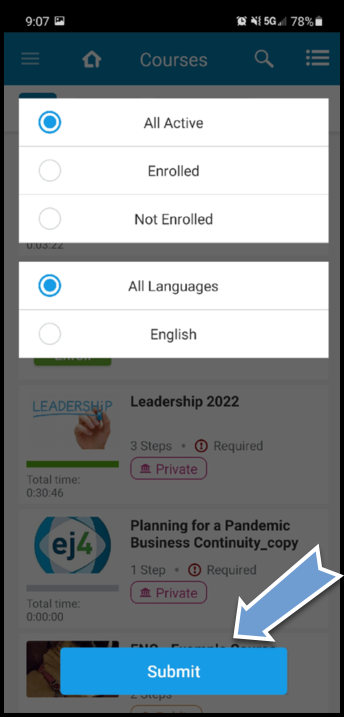 9:07 5G 78%
Courses
All Active
Enrolled
Not Enrolled
0:03:22
All Languages
English
Enroll
LEADERSHiP
Leadership 2022
3 Steps • Required
Private
Total time:
0:30:46
ej4
Planning for a Pandemic
Business Continuity_copy
1 Step • Required
Private
Total time:
0:00:00
Submit
2 Steps